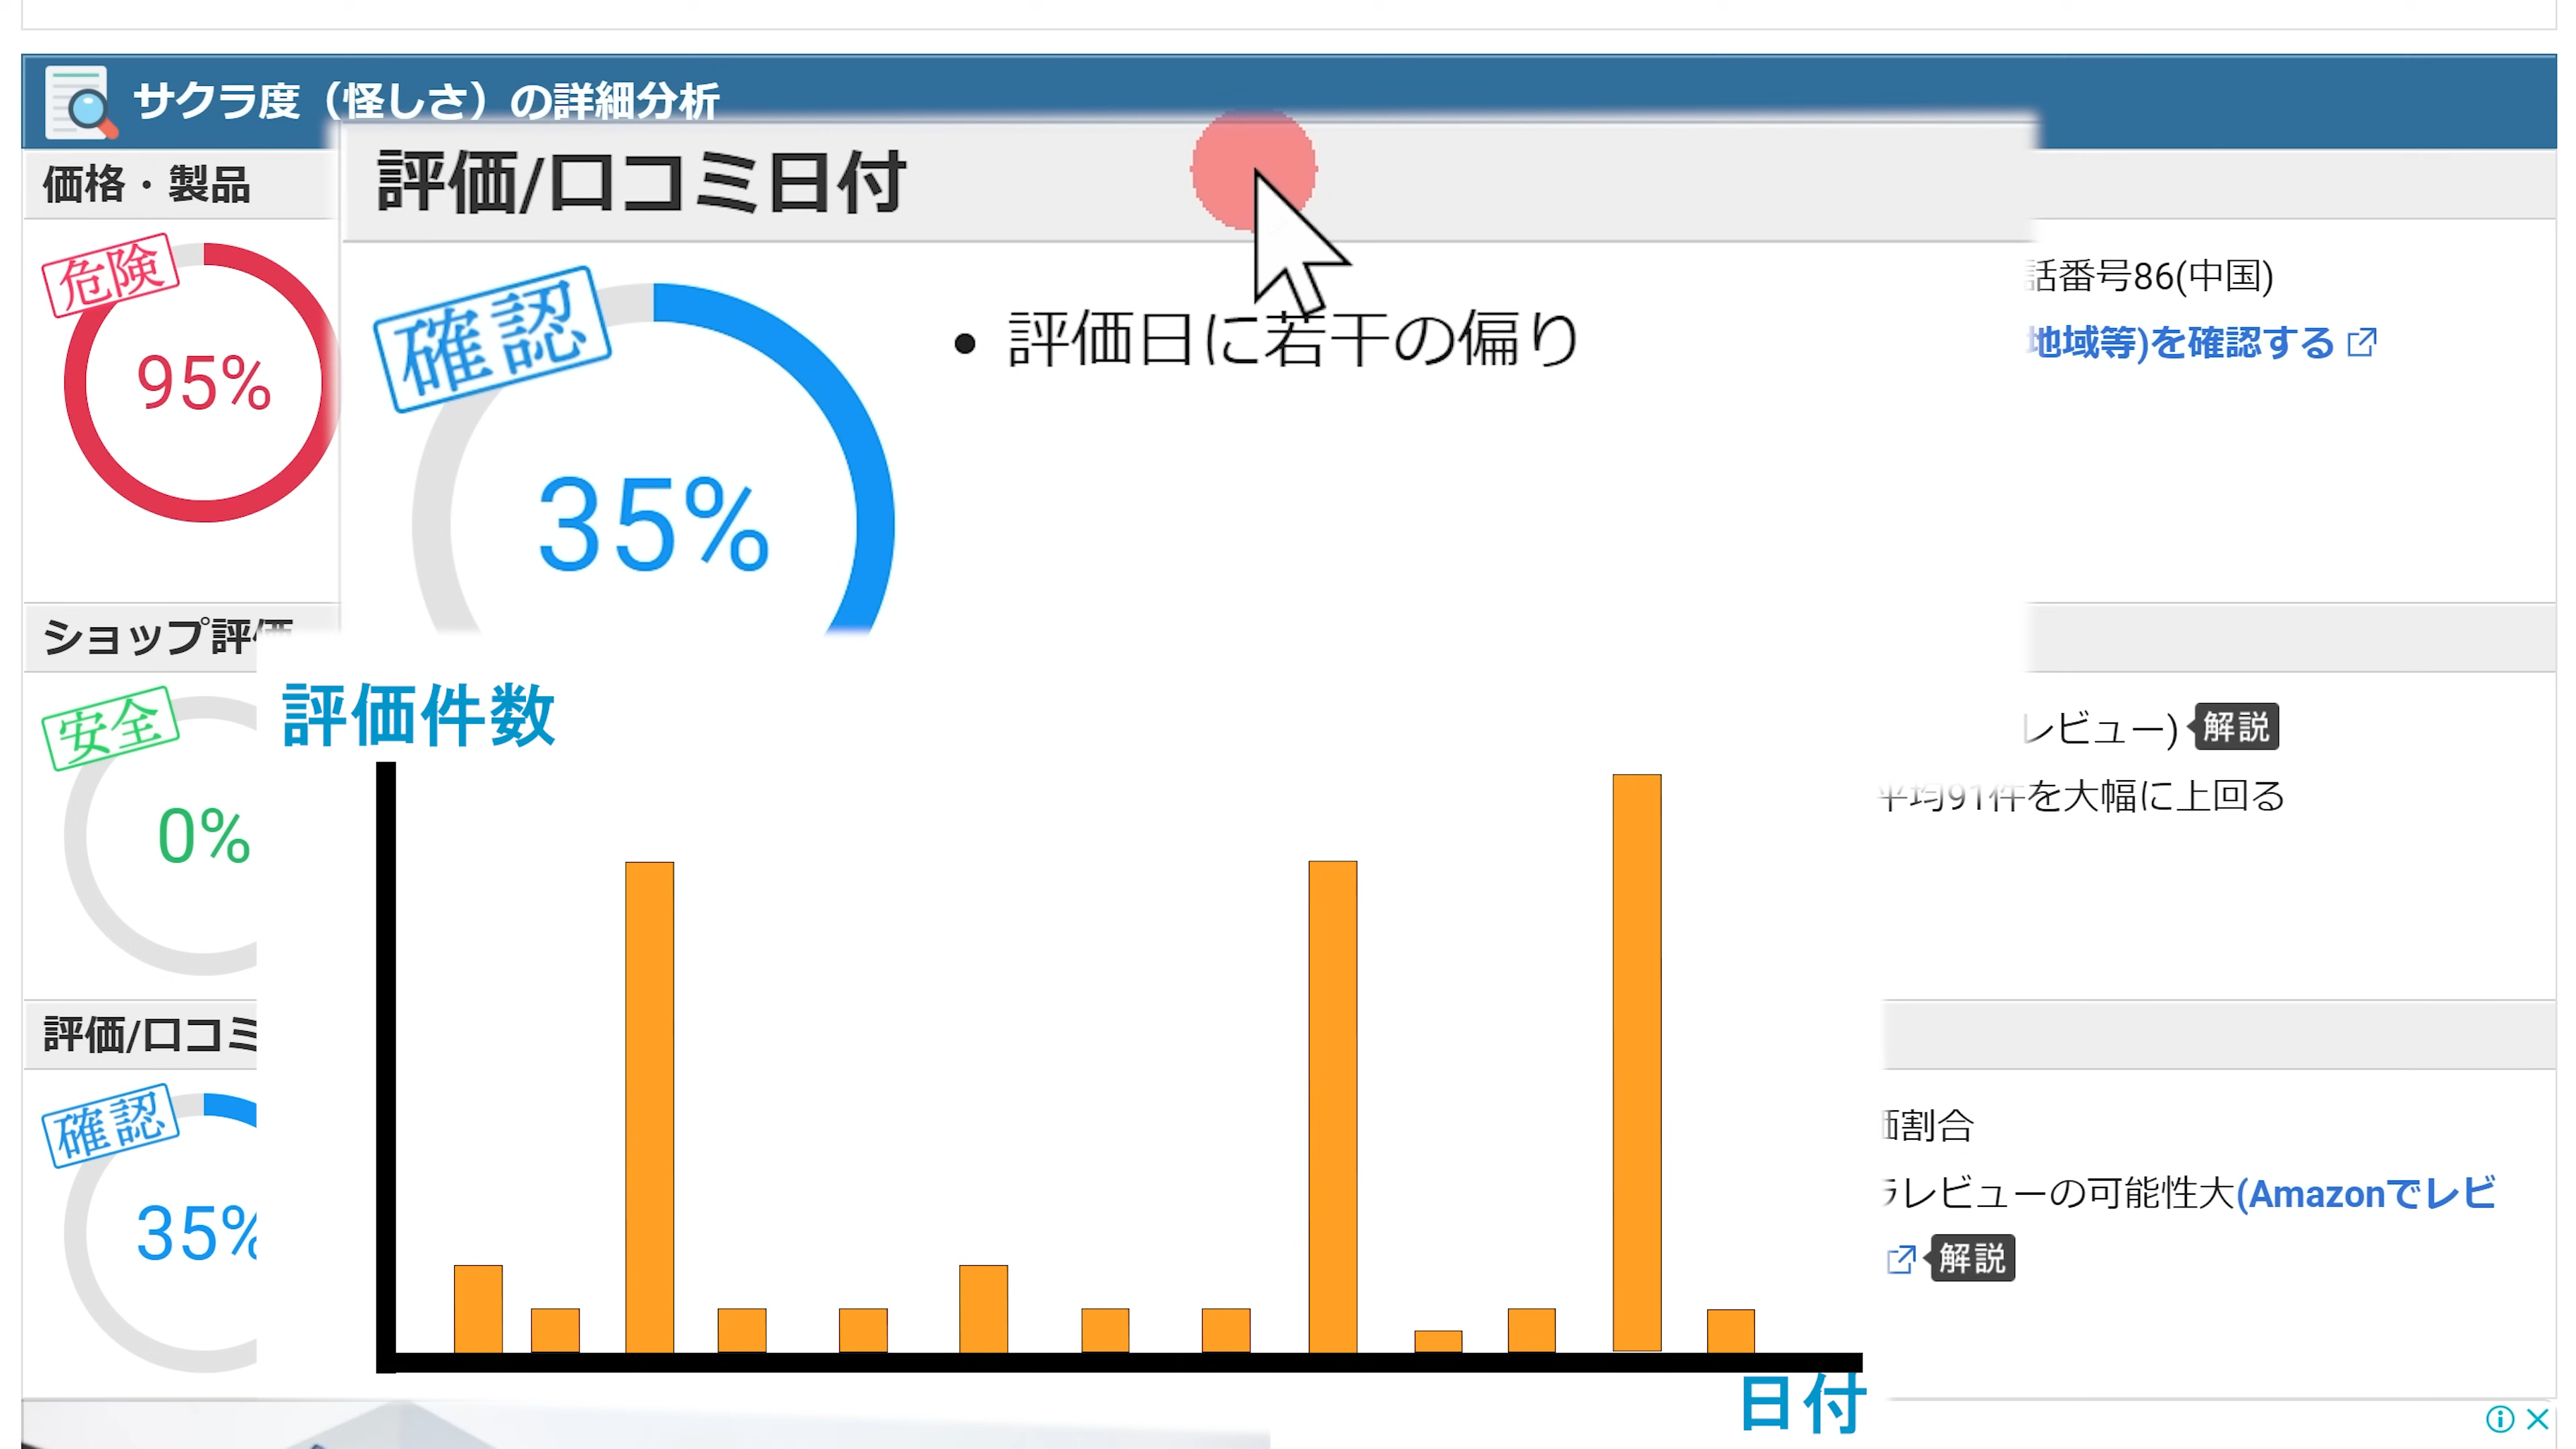 サクラ度（怪しさ）の詳細分析
価格・製品
危険
95%
評価/口コミ日付
確認
35%
評価日に若干の偏り
話番号86(中国)
地域等)を確認する
ショップ評価
安全
0%
レビュー) 解説
平均91件を大幅に上回る
評価件数
日付
評価/口コミ
確認
35%
価割合
ラレビューの可能性大(Amazonでレビ
解説